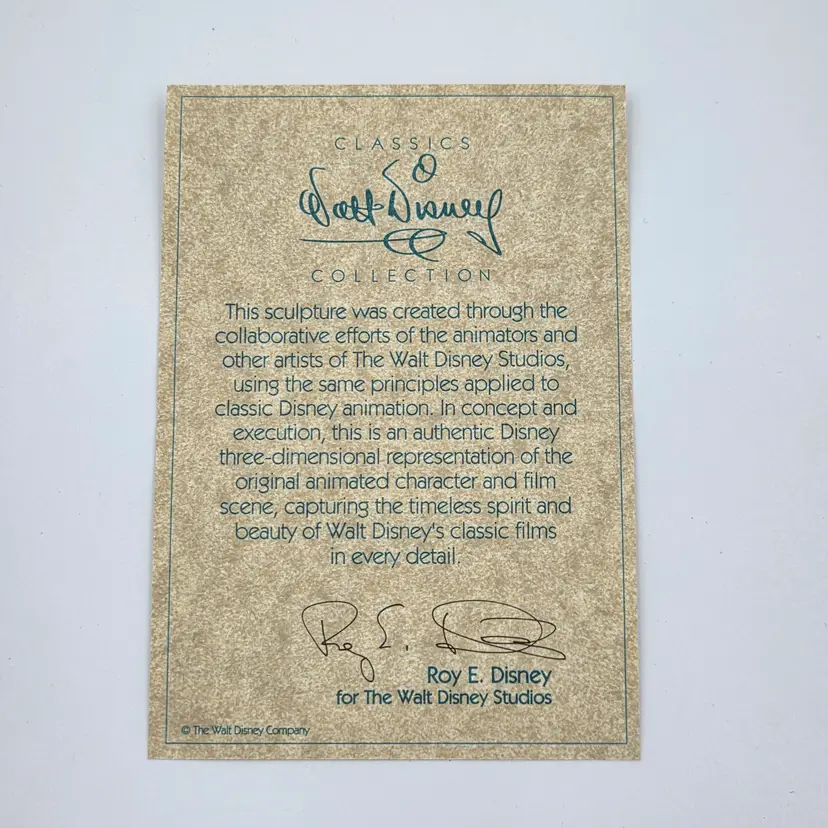 CLASSICS
Walt Disney
COLLECTION
This sculpture was created through the
collaborative efforts of the animators and
other artists of The Walt Disney Studios,
using the same principles applied to
classic Disney animation. In concept and
execution, this is an authentic Disney
three-dimensional representation of the
original animated character and film
scene, capturing the timeless spirit and
beauty of Walt Disney's classic films
in every detail.
Roy E. Disney
Roy E. Disney
for The Walt Disney Studios
© The Walt Disney Company